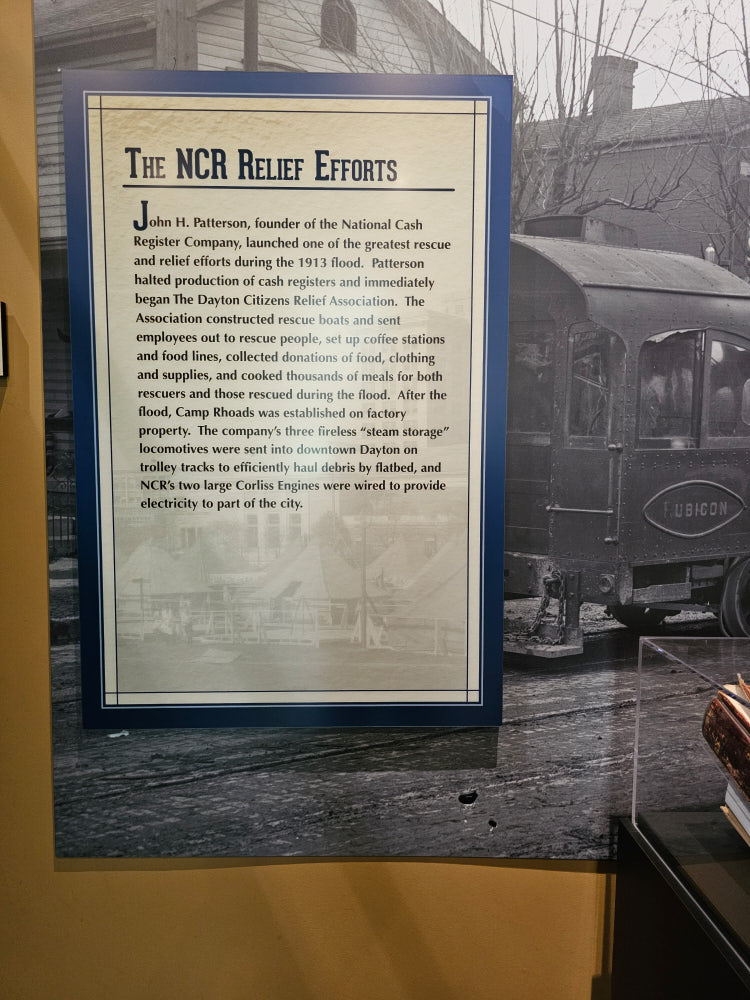 The NCR Relief Efforts
John H. Patterson, founder of the National Cash
Register Company, launched one of the greatest rescue
and relief efforts during the 1913 flood. Patterson
halted production of cash registers and immediately
began The Dayton Citizens Relief Association. The
Association constructed rescue boats and sent
employees out to rescue people, set up coffee stations
and food lines, collected donations of food, clothing
and supplies, and cooked thousands of meals for both
rescuers and those rescued during the flood. After the
flood, Camp Rhoads was established on factory
property. The company's three fireless “steam storage”
locomotives were sent into downtown Dayton on
trolley tracks to efficiently haul debris by flatbed, and
NCR's two large Corliss Engines were wired to provide
electricity to part of the city.
RUBICON